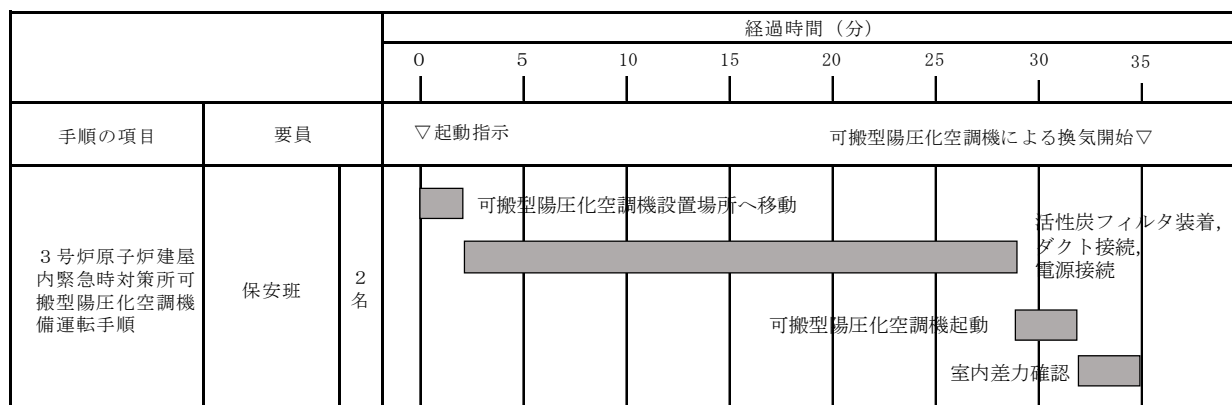 経過時間（分）
0 5 10 15 20 25 30 35
手順の項目 要員 ▽起動指示 可搬型陽圧化空調機による換気開始▽
可搬型陽圧化空調機設置場所へ移動
活性炭フィルタ装着，
ダクト接続，
電源接続
３号炉原子炉建屋
内緊急時対策所可
搬型陽圧化空調機
備運転手順
保安班
２
名
可搬型陽圧化空調機起動
室内差力確認